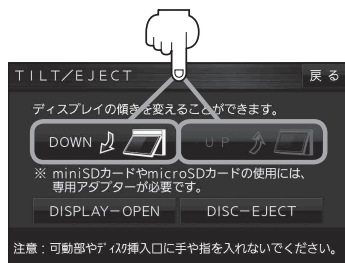 TILT/EJECT 戻る
ディスプレイの傾きを変えることができます。
DOWN UP
※ miniSDカードやmicroSDカードの使用には、
専用アダプターが必要です。
DISPLAY-OPEN DISC-EJECT
注意：可動部やディスク挿入口に手や指を入れないでください。